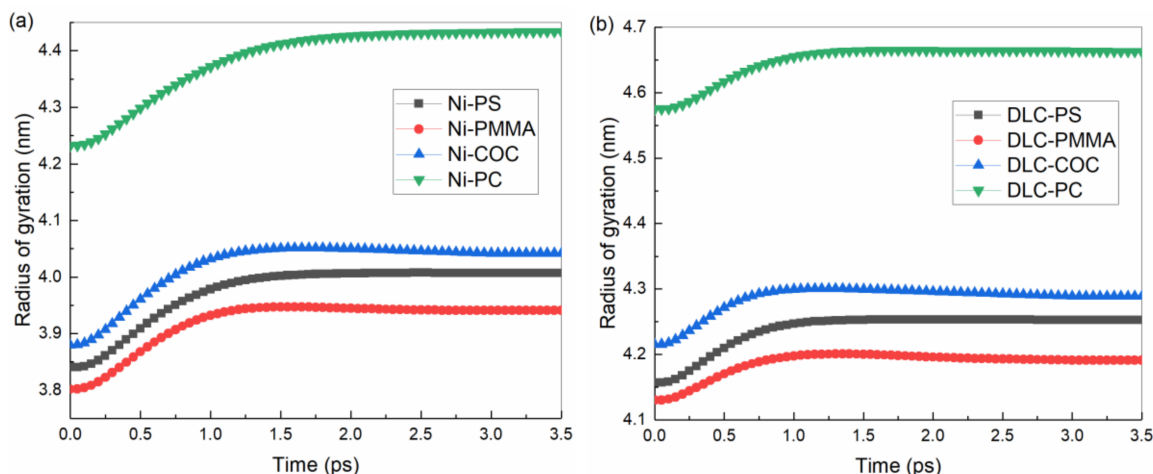 (a)
Radius of gyration (nm)
4.4
4.3
4.2
4.1
4.0
3.9
3.8
Ni-PS
Ni-PMMA
Ni-COC
Ni-PC
0.0 0.5 1.0 1.5 2.0 2.5 3.0 3.5
Time (ps)
(b)
Radius of gyration (nm)
4.7
4.6
4.5
4.4
4.3
4.2
4.1
DLC-PS
DLC-PMMA
DLC-COC
DLC-PC
0.0 0.5 1.0 1.5 2.0 2.5 3.0 3.5
Time (ps)